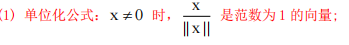 (1) 单位化公式：x ≠ 0 时，x / ‖x‖ 是范数为1的向量；